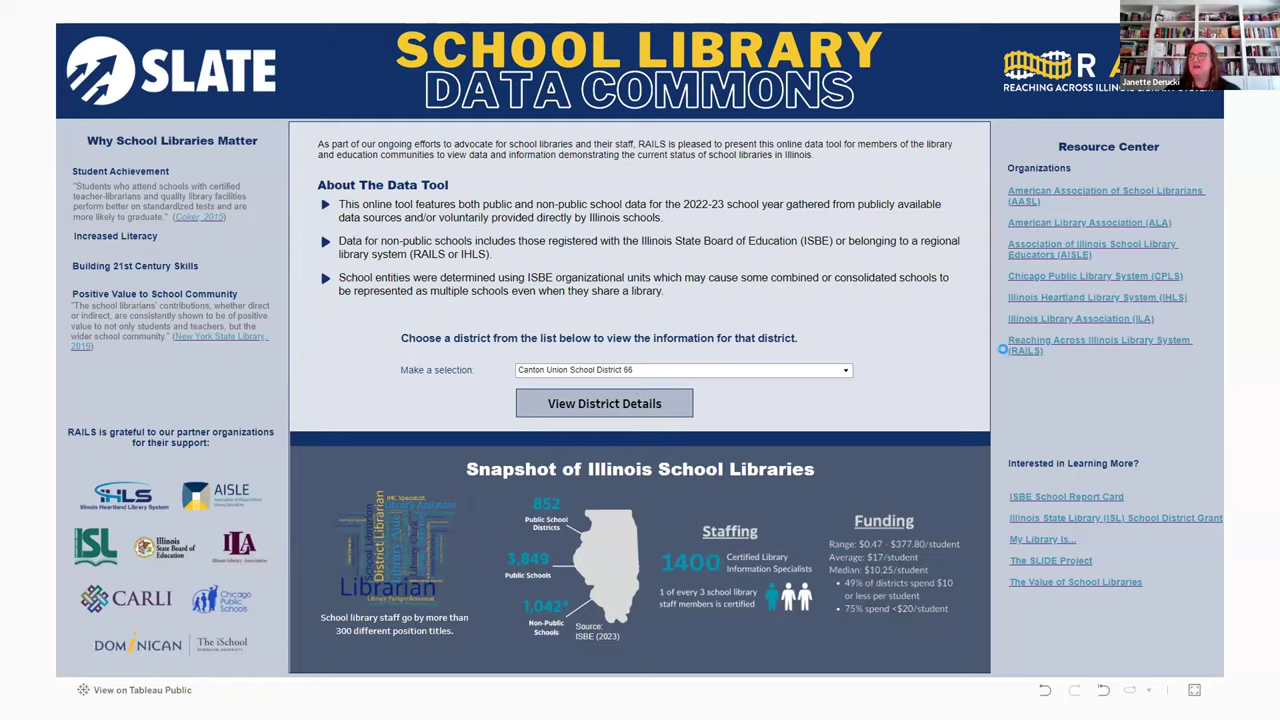 SLATE
SCHOOL LIBRARY
DATA COMMONS
R
REACHING ACROSS ILLINOIS LIBRARY
Janette Derucki
Why School Libraries Matter
Student Achievement
"Students who attend schools with certified
teacher-librarians and quality library facilities
perform better on standardized tests and are
more likely to graduate." (Coker, 2015)
Increased Literacy
Building 21st Century Skills
Positive Value to School Community
"The school librarians' contributions, whether direct
or indirect, are consistently shown to be of positive
value to not only students and teachers, but the
wider school community." (New York State Library,
2019)
RAILS is grateful to our partner organizations
for their support:
IHLS
Illinois Heartland Library System
AISLE
ISL
Illinois State
Board of
Education
ILA
Illinois Library Association
CARLI
Chicago
Public
Schools
DOMINICAN
The iSchool
As part of our ongoing efforts to advocate for school libraries and their staff, RAILS is pleased to present this online data tool for members of the library
and education communities to view data and information demonstrating the current status of school libraries in Illinois.
About The Data Tool
This online tool features both public and non-public school data for the 2022-23 school year gathered from publicly available
data sources and/or voluntarily provided directly by Illinois schools.
Data for non-public schools includes those registered with the Illinois State Board of Education (ISBE) or belonging to a regional
library system (RAILS or IHLS).
School entities were determined using ISBE organizational units which may cause some combined or consolidated schools to
be represented as multiple schools even when they share a library.
Choose a district from the list below to view the information for that district.
Make a selection:
Canton Union School District 66
View District Details
Snapshot of Illinois School Libraries
IMC Specialist
Library Assistant
District Librarian
Library Aide
Librarian
Library Paraprofessional
School library staff go by more than
300 different position titles.
852
Public School
Districts
3,849
Public Schools
1,042*
Non-Public
Schools
Source:
ISBE (2023)
Staffing
1400
Certified Library
Information Specialists
1 of every 3 school library
staff members is certified
Funding
Range: $0.47 - $377.80/student
Average: $17/student
Median: $10.25/student
• 49% of districts spend $10
or less per student
• 75% spend <$20/student
Resource Center
Organizations
American Association of School Librarians
(AASL)
American Library Association (ALA)
Association of Illinois School Library
Educators (AISLE)
Chicago Public Library System (CPLS)
Illinois Heartland Library System (IHLS)
Illinois Library Association (ILA)
Reaching Across Illinois Library System
(RAILS)
Interested in Learning More?
ISBE School Report Card
Illinois State Library (ISL) School District Grant
My Library Is...
The SLIDE Project
The Value of School Libraries
View on Tableau Public